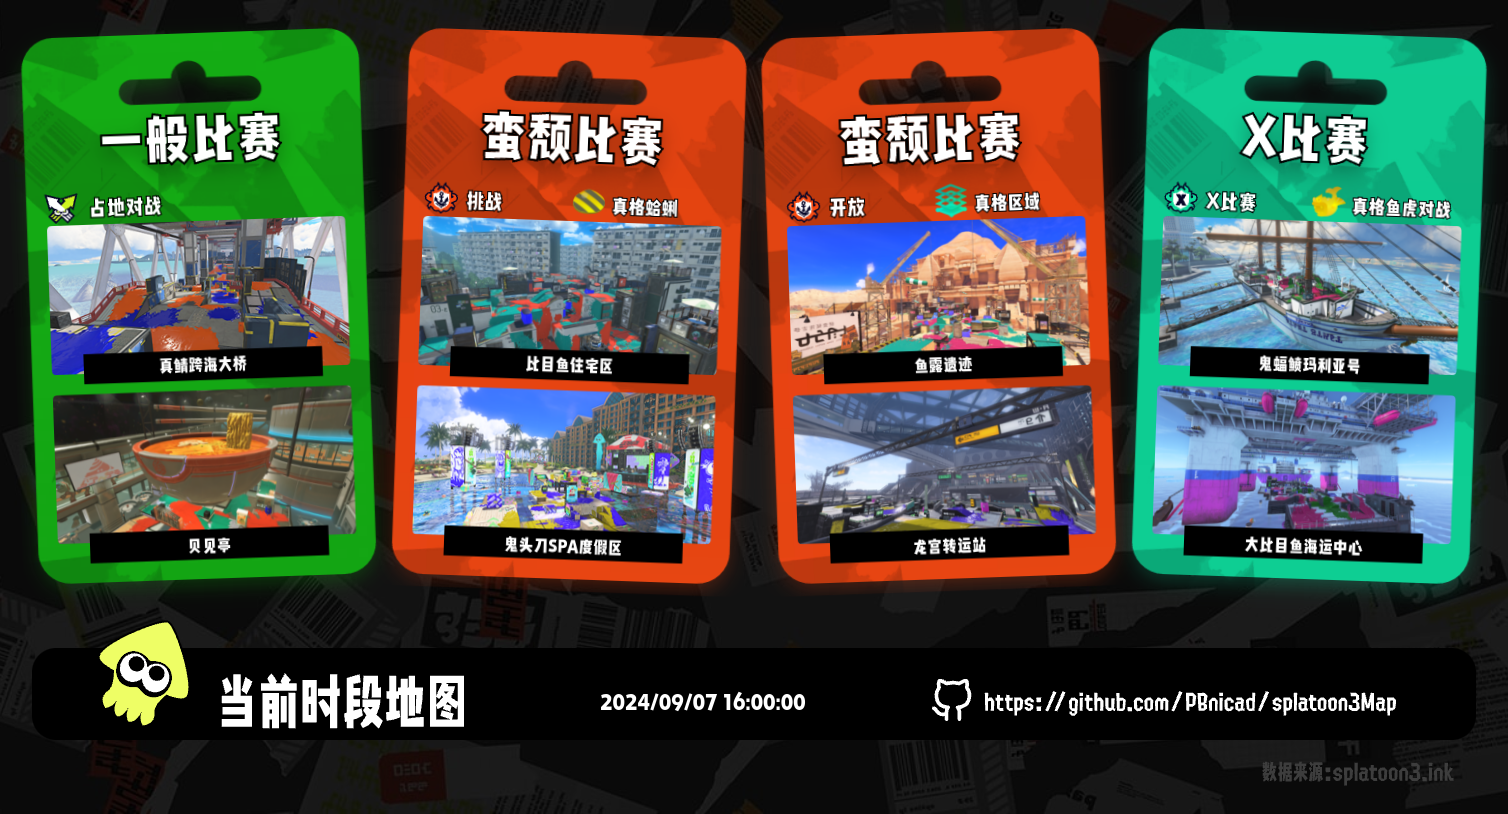 一般比赛
占地对战
真鲷跨海大桥
贝见亭
蛮颓比赛
挑战
真格蛤蜊
比目鱼住宅区
鬼头刀SPA度假区
蛮颓比赛
开放
真格区域
鱼露遗迹
龙宫转运站
X比赛
X比赛
真格鱼虎对战
鬼蝠鲼玛利亚号
大比目鱼海运中心
当前时段地图
2024/09/07 16:00:00
https://github.com/PBnicad/splatoon3Map
数据来源:splatoon3.ink